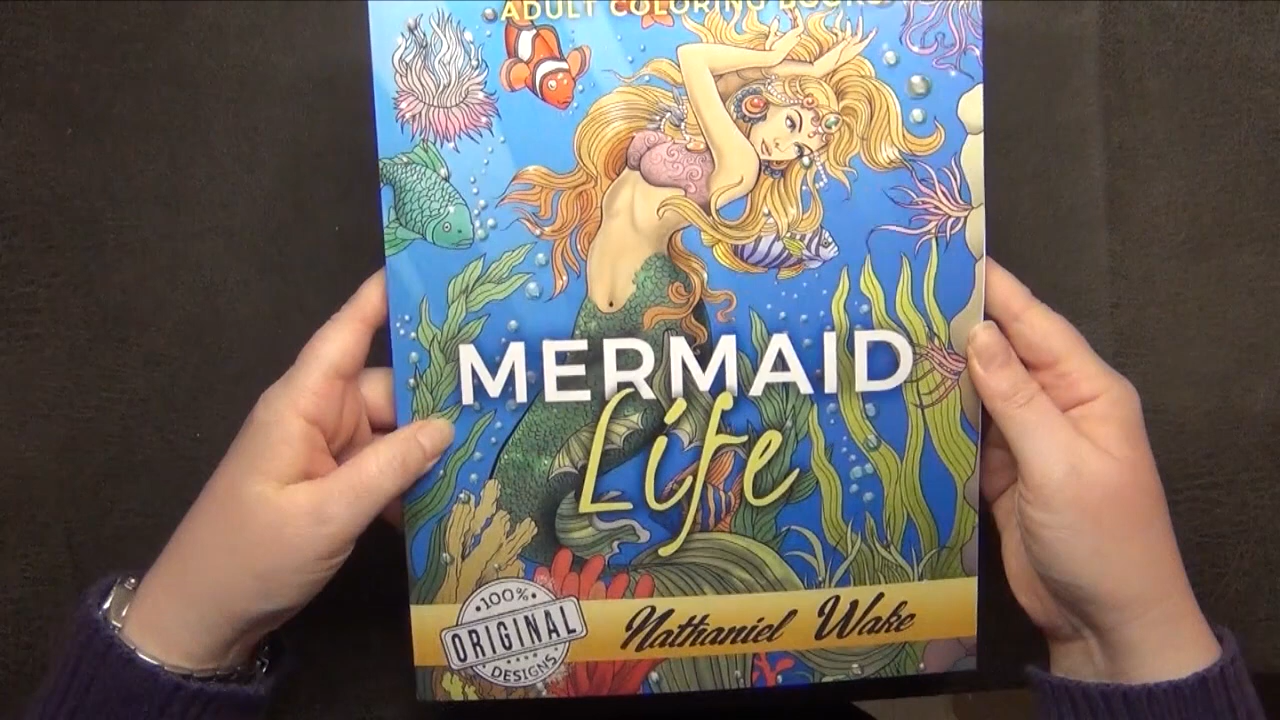 ADULT COLORING BOOKS
MERMAID
Life
100%
ORIGINAL
DESIGNS
Nathaniel Wake